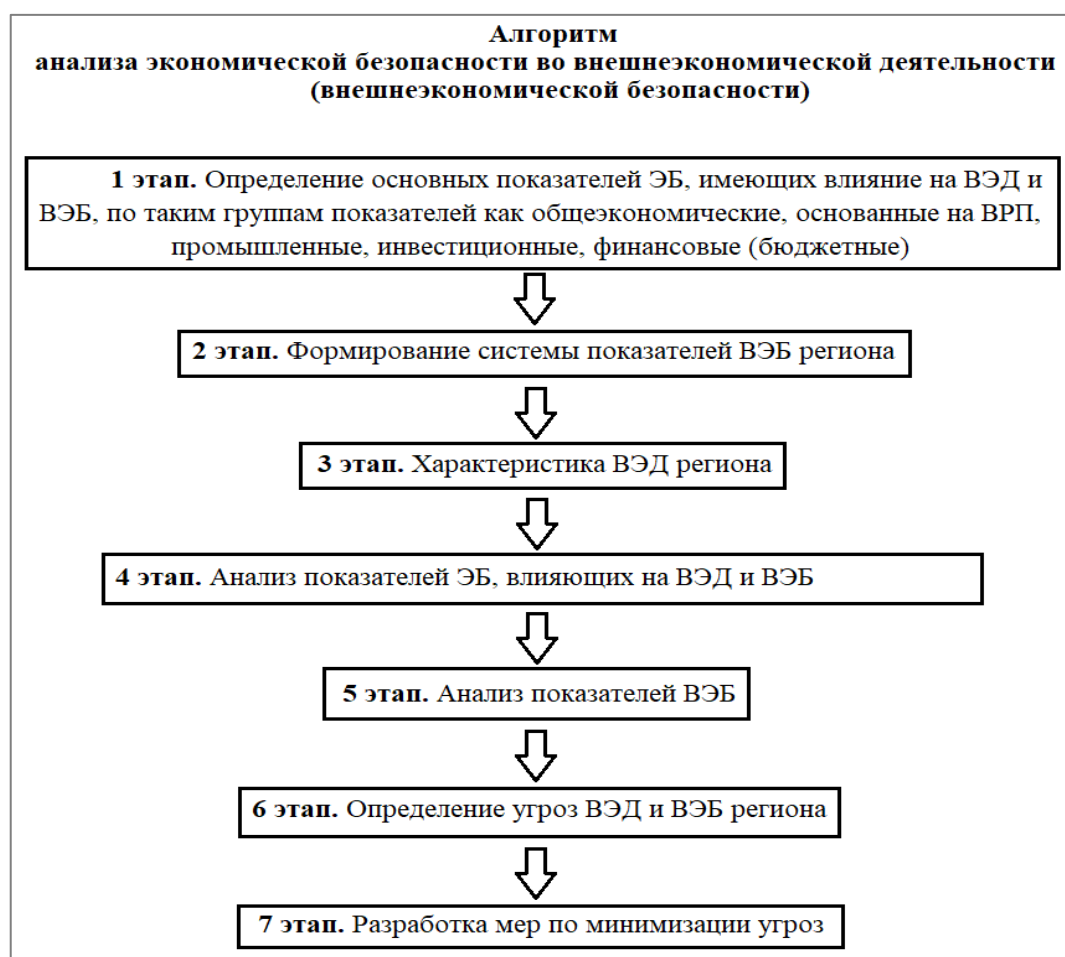 Алгоритм
анализа экономической безопасности во внешнеэкономической деятельности
(внешнеэкономической безопасности)
1 этап. Определение основных показателей ЭБ, имеющих влияние на ВЭД и
ВЭБ, по таким группам показателей как общеэкономические, основанные на ВРП,
промышленные, инвестиционные, финансовые (бюджетные)
2 этап. Формирование системы показателей ВЭБ региона
3 этап. Характеристика ВЭД региона
4 этап. Анализ показателей ЭБ, влияющих на ВЭД и ВЭБ
5 этап. Анализ показателей ВЭБ
6 этап. Определение угроз ВЭД и ВЭБ региона
7 этап. Разработка мер по минимизации угроз